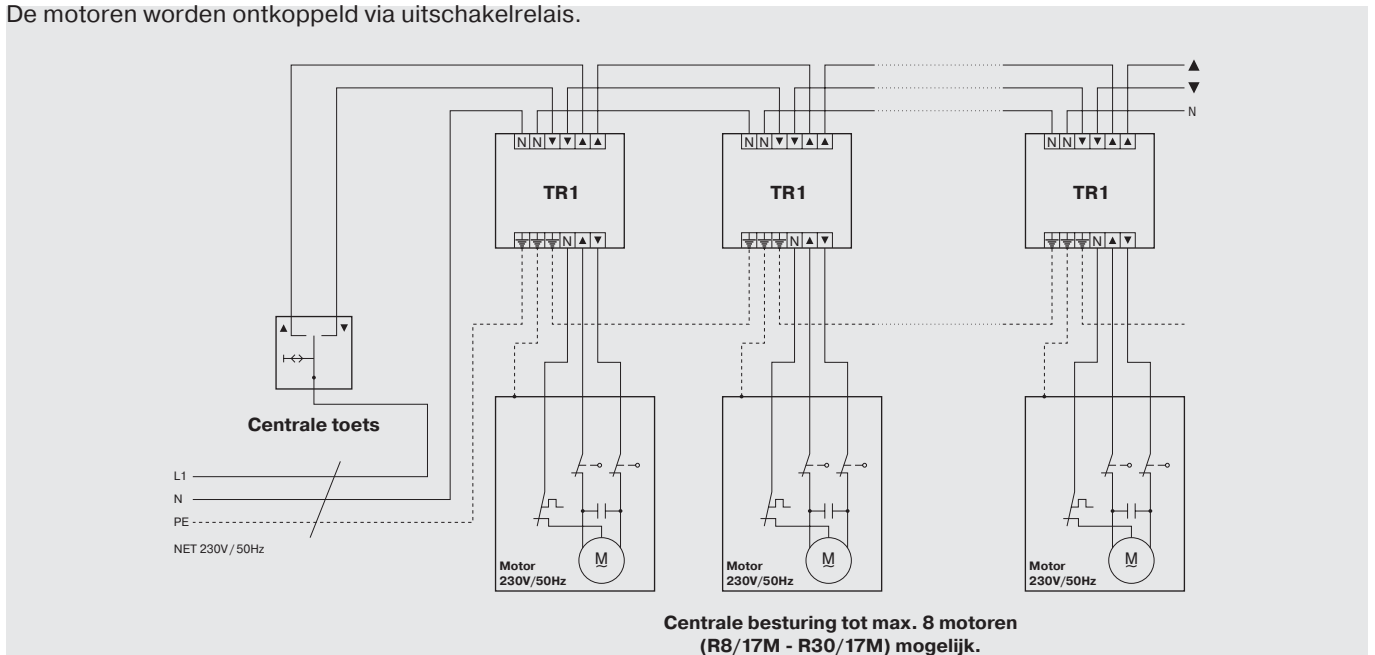 De motoren worden ontkoppeld via uitschakelrelais.
▲
▼
N
N N ▼ ▼ ▲ ▲
N N ▼ ▼ ▲ ▲
N N ▼ ▼ ▲ ▲
TR1
TR1
TR1
N ▲ ▼
N ▲ ▼
N ▲ ▼
▲ ▼
Centrale toets
L1
N
PE
NET 230V/50Hz
M
Motor
230V/50Hz
M
Motor
230V/50Hz
M
Motor
230V/50Hz
Centrale besturing tot max. 8 motoren
(R8/17M - R30/17M) mogelijk.